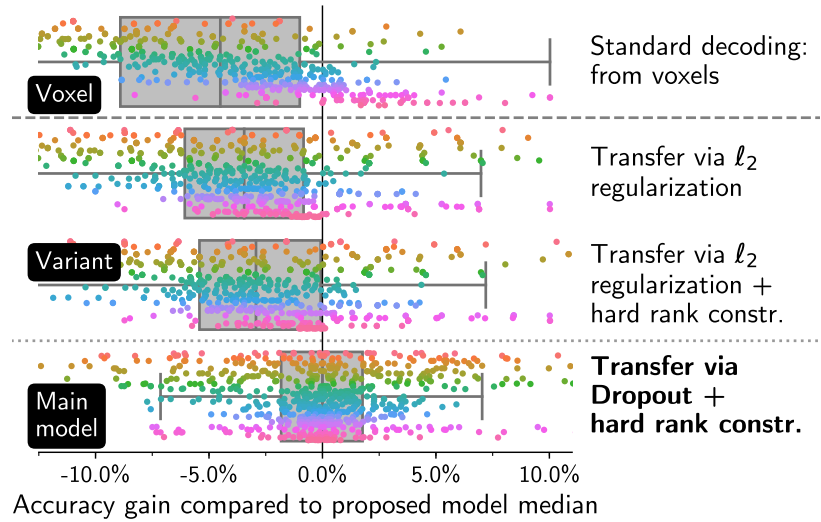 Standard decoding:
from voxels
Voxel
Transfer via ℓ2
regularization
Variant
Transfer via ℓ2
regularization +
hard rank constr.
Main
model
Transfer via
Dropout +
hard rank constr.
-10.0% -5.0% 0.0% 5.0% 10.0%
Accuracy gain compared to proposed model median